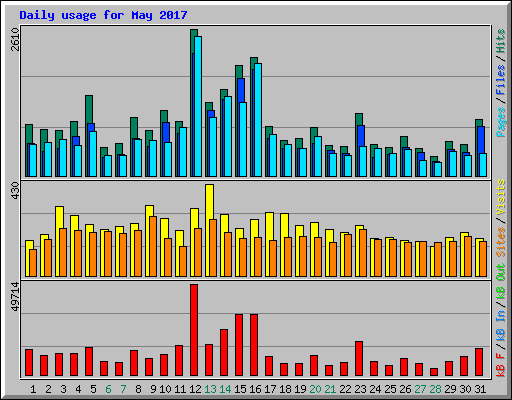 Daily usage for May 2017
2610
Pages / Files / Hits
430
Sites / Visits
49714
kB F / kB In / kB Out
1 2 3 4 5 6 7 8 9 10 11 12 13 14 15 16 17 18 19 20 21 22 23 24 25 26 27 28 29 30 31